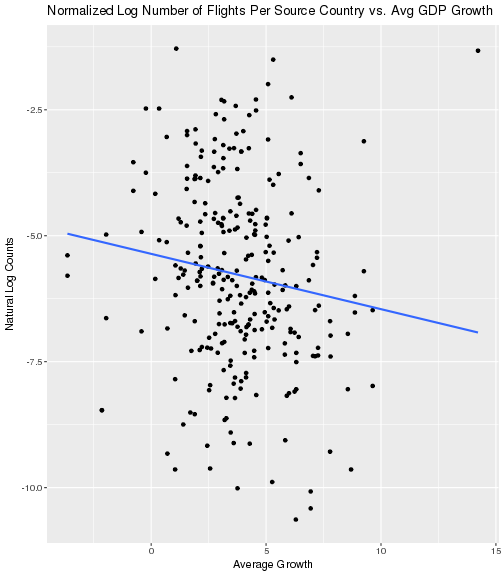 Normalized Log Number of Flights Per Source Country vs. Avg GDP Growth
Natural Log Counts
-2.5
-5.0
-7.5
-10.0
0 5 10 15
Average Growth